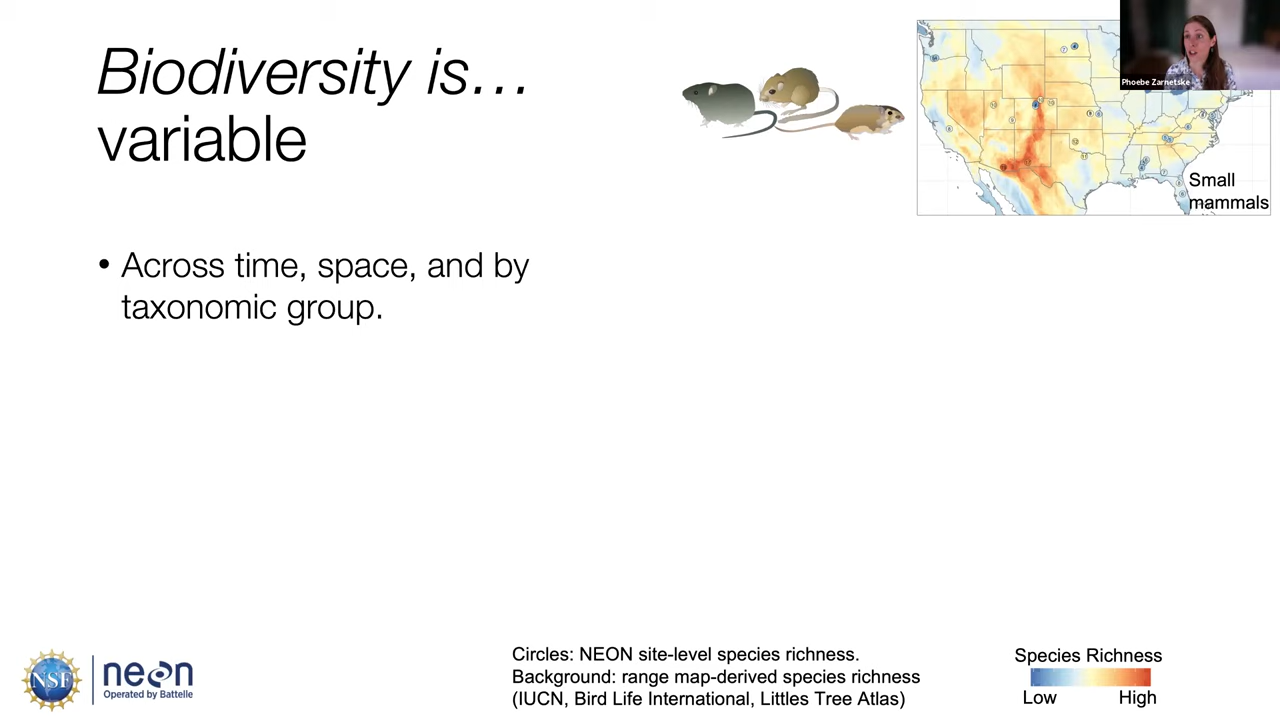 Biodiversity is…
variable
• Across time, space, and by
taxonomic group.
Phoebe Zarnetske
Small
mammals
NSF
neon
Operated by Battelle
Circles: NEON site-level species richness.
Background: range map-derived species richness
(IUCN, Bird Life International, Littles Tree Atlas)
Species Richness
Low High